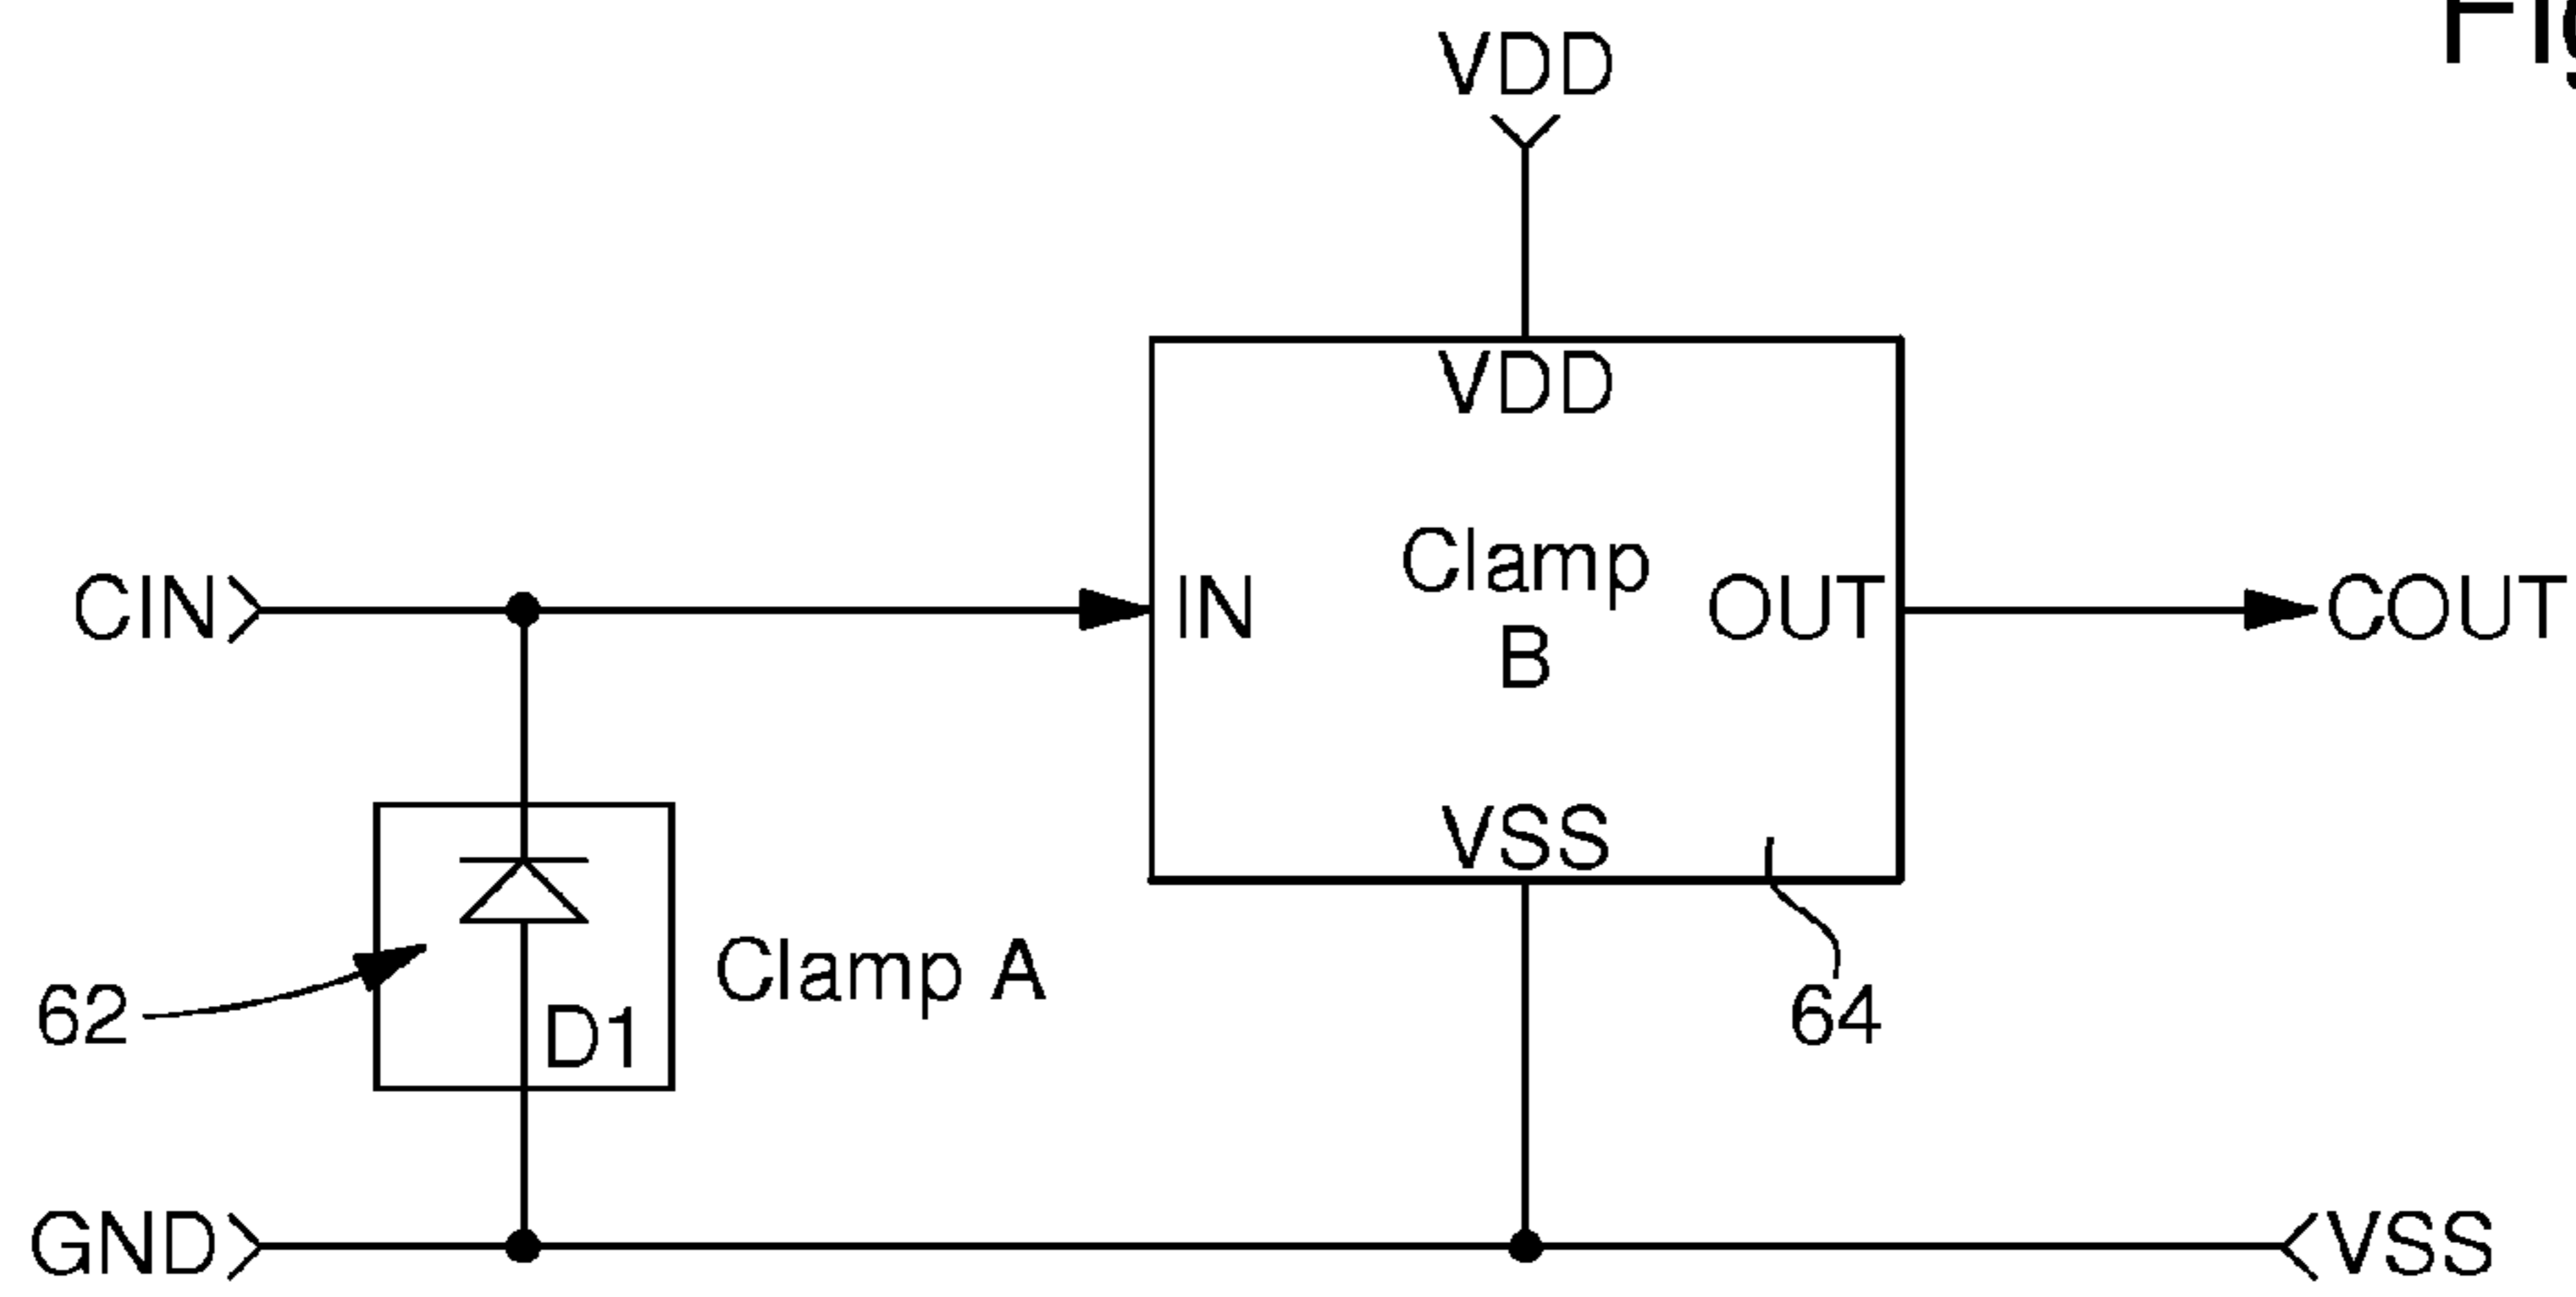 VDD
VDD
Clamp
B
CIN
IN
OUT
COUT
VSS
Clamp A
62
D1
64
GND
VSS